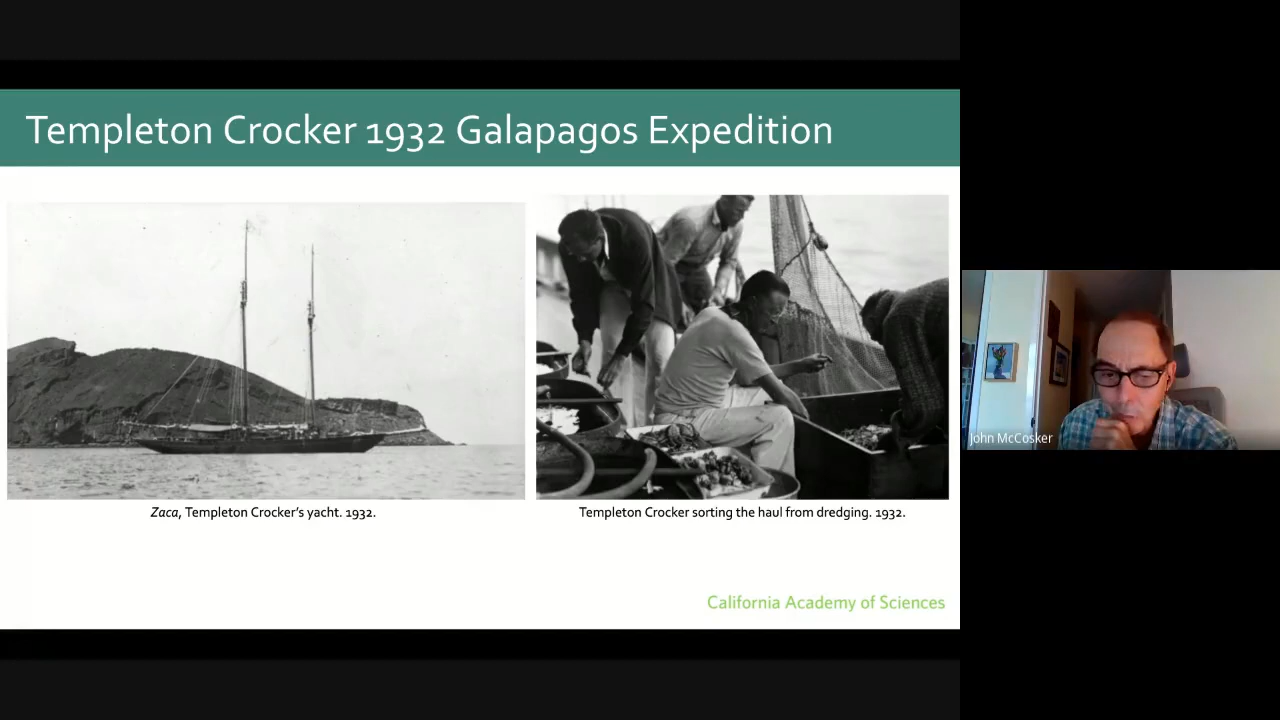 Templeton Crocker 1932 Galapagos Expedition
Zaca, Templeton Crocker's yacht. 1932.
Templeton Crocker sorting the haul from dredging. 1932.
California Academy of Sciences
John McCosker